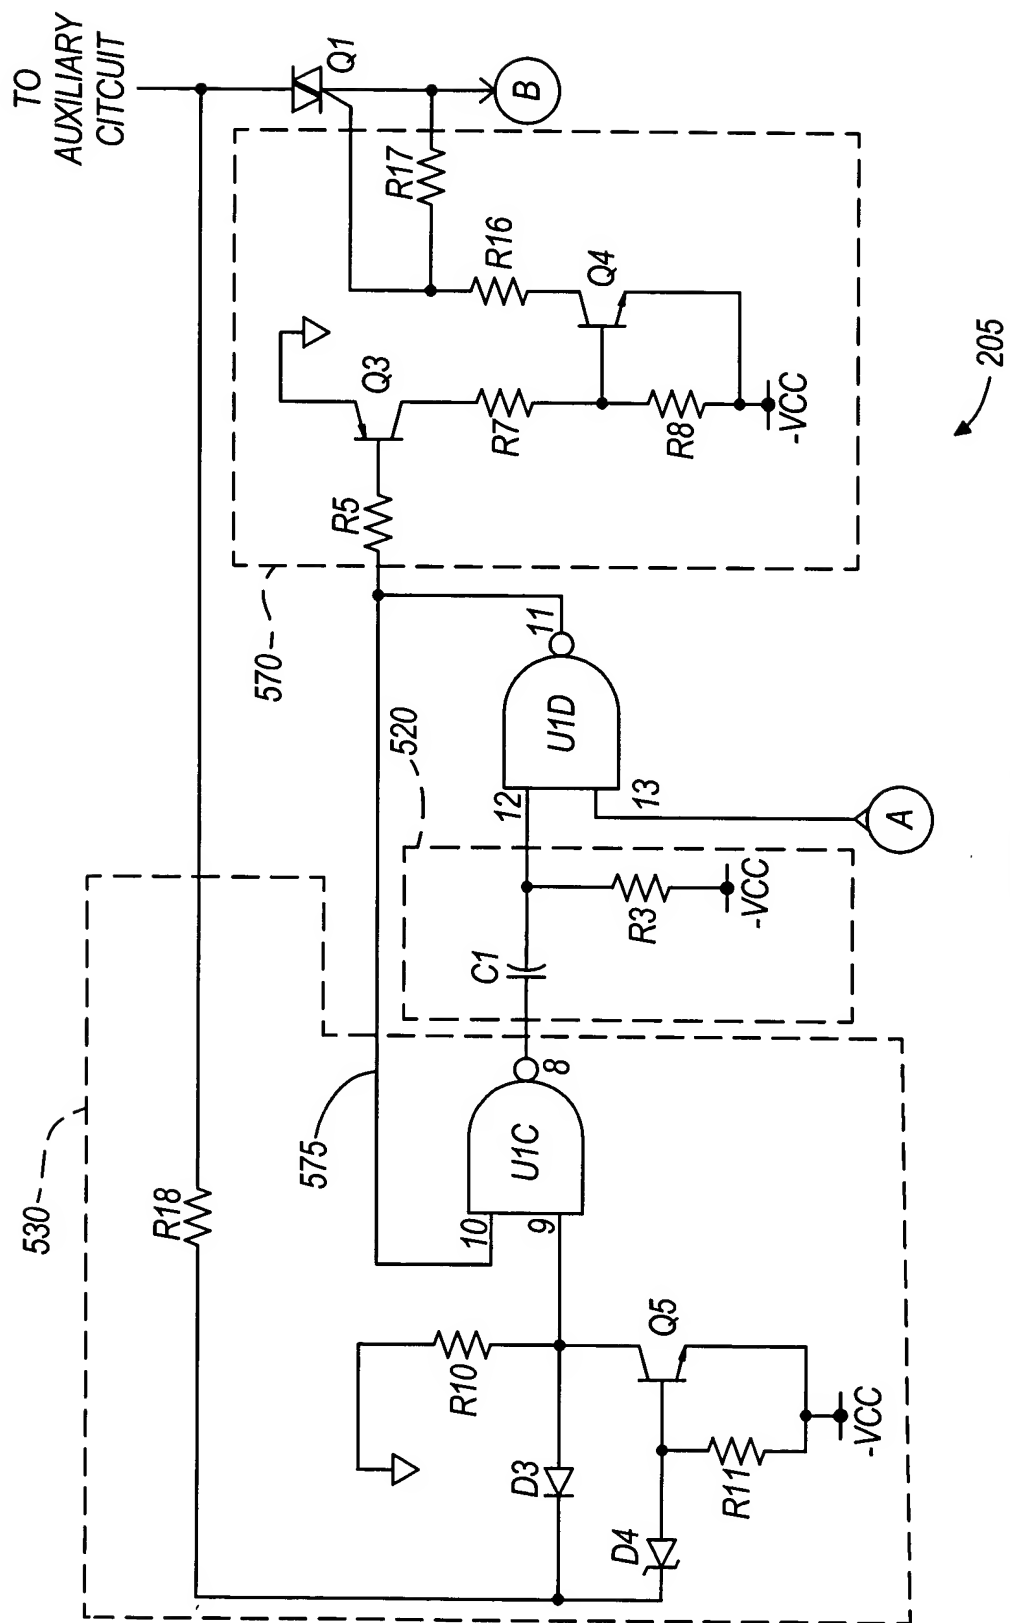 TO
AUXILIARY
CITCUIT
Q1
B
R17
R16
Q4
Q3
R7
R8
-VCC
R5
205
570
11
U1D
520
12
13
A
R3
-VCC
C1
530
R18
575
8
U1C
10
9
R10
Q5
D3
R11
-VCC
D4